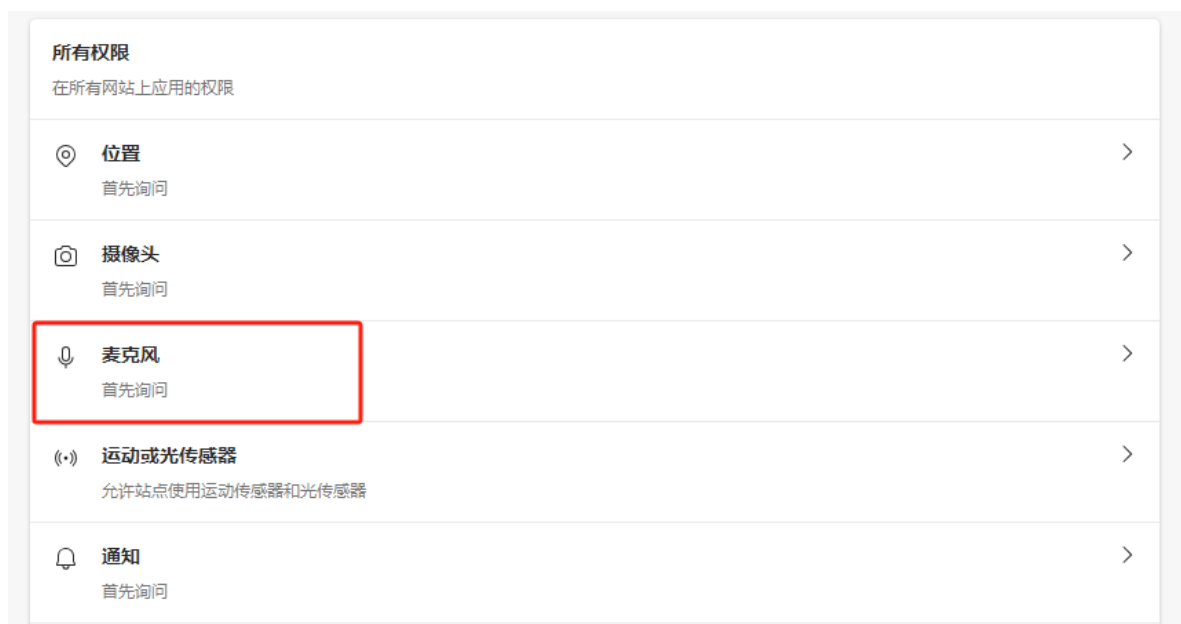 所有权限
在所有网站上应用的权限
位置
首先询问
摄像头
首先询问
麦克风
首先询问
运动或光传感器
允许站点使用运动传感器和光传感器
通知
首先询问